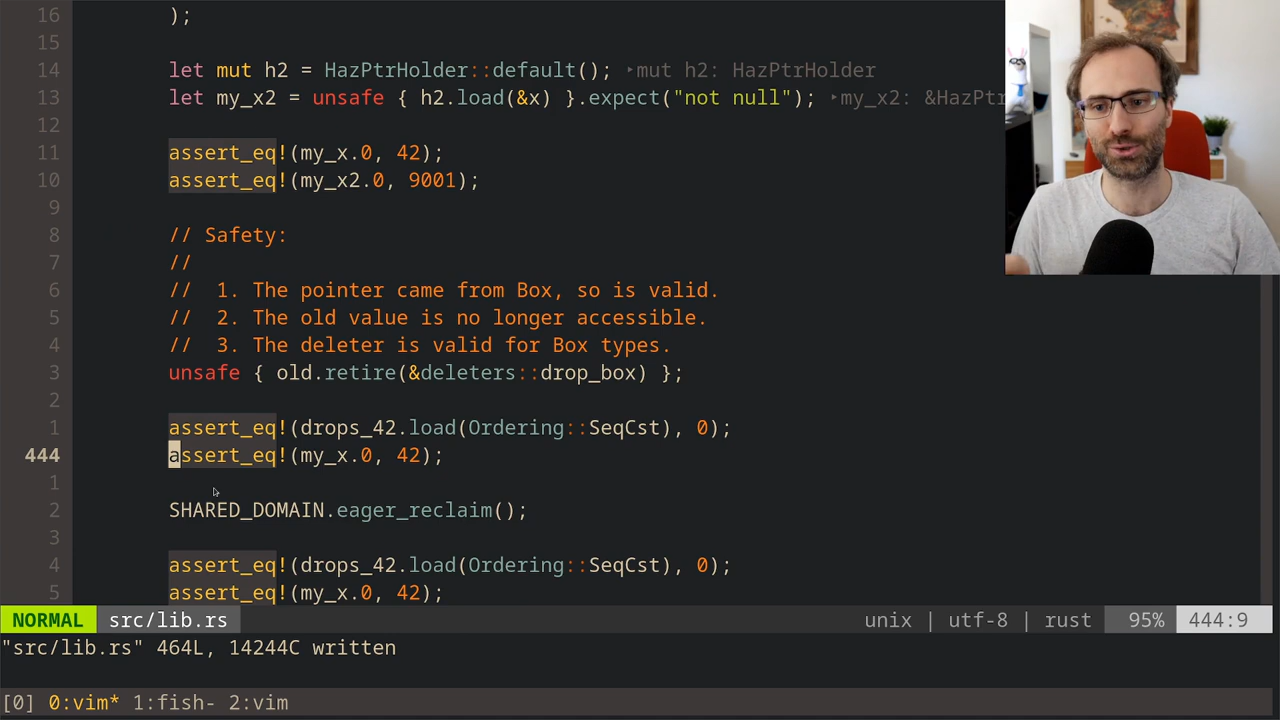 16 );
15
14 let mut h2 = HazPtrHolder::default(); ▸mut h2: HazPtrHolder
13 let my_x2 = unsafe { h2.load(&x) }.expect("not null"); ▸my_x2: &HazPtr
12
11 assert_eq!(my_x.0, 42);
10 assert_eq!(my_x2.0, 9001);
9
8 // Safety:
7 //
6 //  1. The pointer came from Box, so is valid.
5 //  2. The old value is no longer accessible.
4 //  3. The deleter is valid for Box types.
3 unsafe { old.retire(&deleters::drop_box) };
2
1 assert_eq!(drops_42.load(Ordering::SeqCst), 0);
444 assert_eq!(my_x.0, 42);
1
2 SHARED_DOMAIN.eager_reclaim();
3
4 assert_eq!(drops_42.load(Ordering::SeqCst), 0);
5 assert_eq!(my_x.0, 42);
NORMAL src/lib.rs unix | utf-8 | rust 95% 444:9
"src/lib.rs" 464L, 14244C written
[0] 0:vim* 1:fish- 2:vim